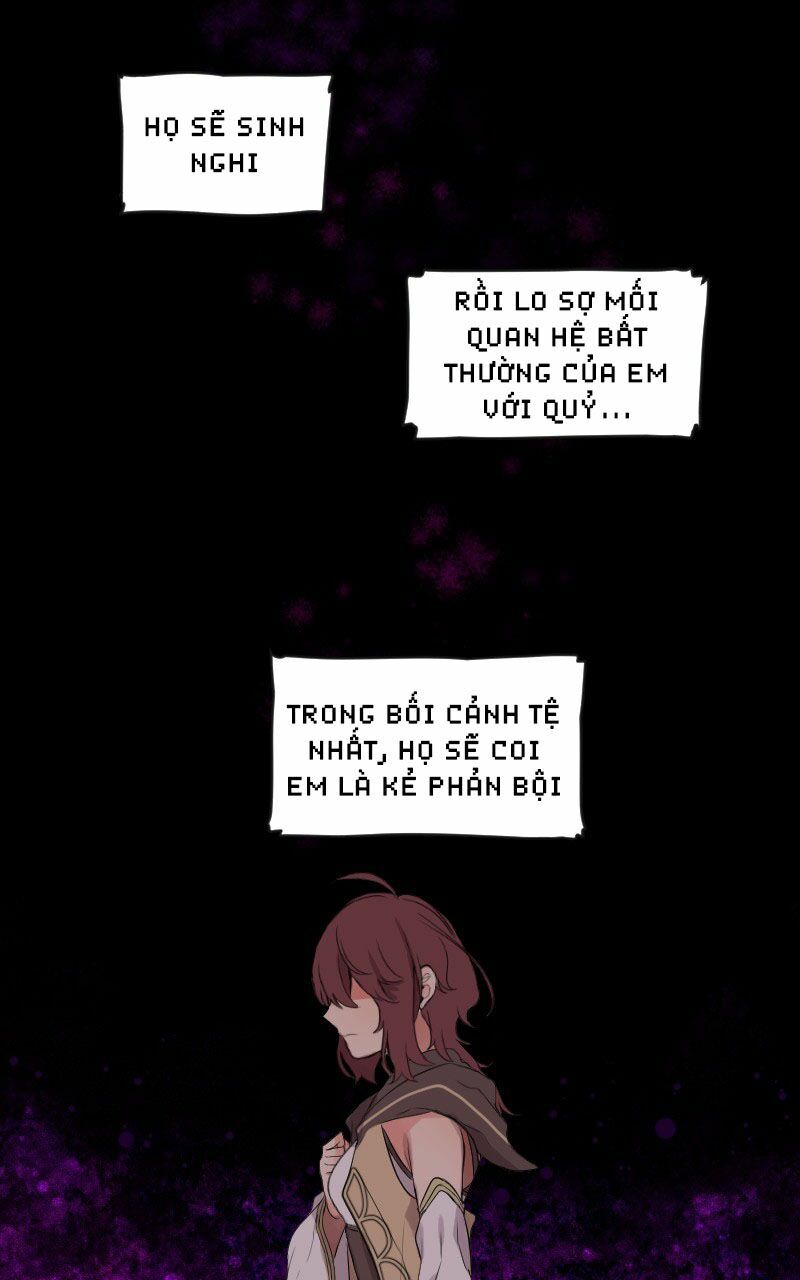 HỌ SẼ SINH
NGHI
RỒI LO SỢ MỐI
QUAN HỆ BẤT
THƯỜNG CỦA EM
VỚI QUỶ...
TRONG BỐI CẢNH TỆ
NHẤT, HỌ SẼ COI
EM LÀ KẺ PHẢN BỘI